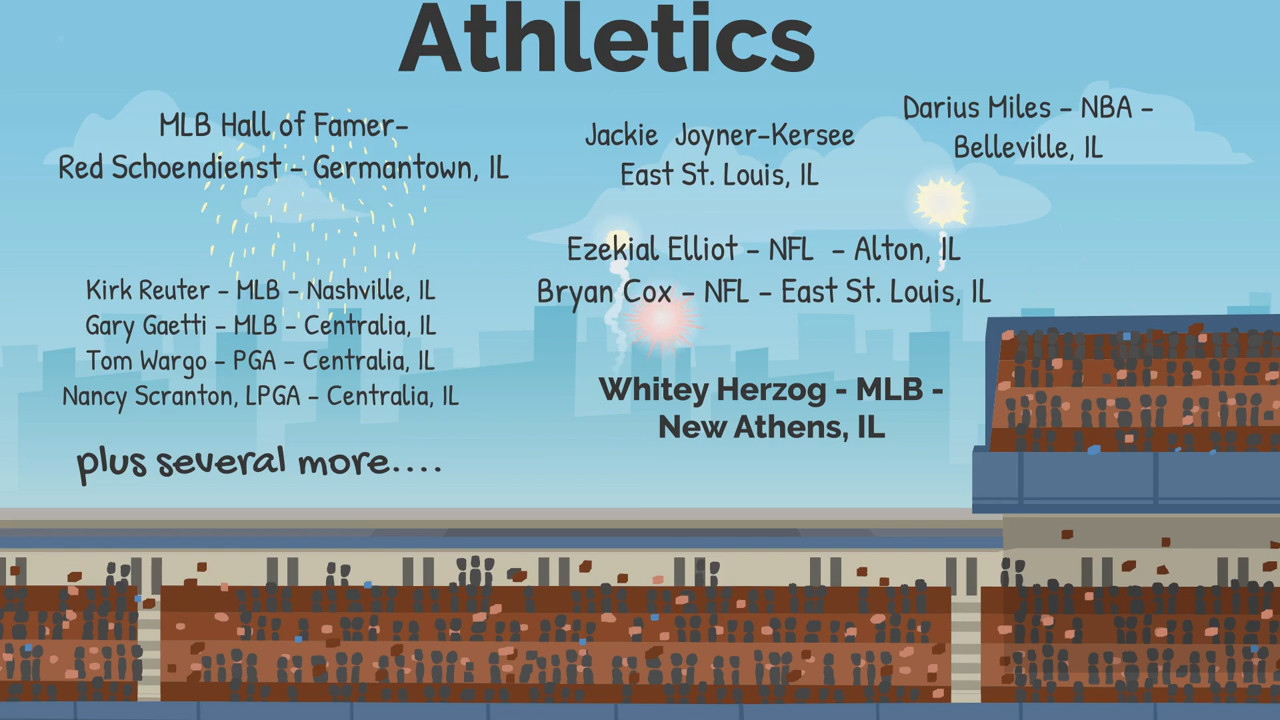 Athletics
MLB Hall of Famer-
Red Schoendienst - Germantown, IL
Kirk Reuter - MLB - Nashville, IL
Gary Gaetti - MLB - Centralia, IL
Tom Wargo - PGA - Centralia, IL
Nancy Scranton, LPGA - Centralia, IL
plus several more....
Jackie Joyner-Kersee
East St. Louis, IL
Darius Miles - NBA -
Belleville, IL
Ezekial Elliot - NFL - Alton, IL
Bryan Cox - NFL - East St. Louis, IL
Whitey Herzog - MLB -
New Athens, IL